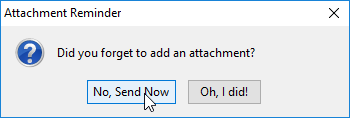 Attachment Reminder
Did you forget to add an attachment?
No, Send Now
Oh, I did!